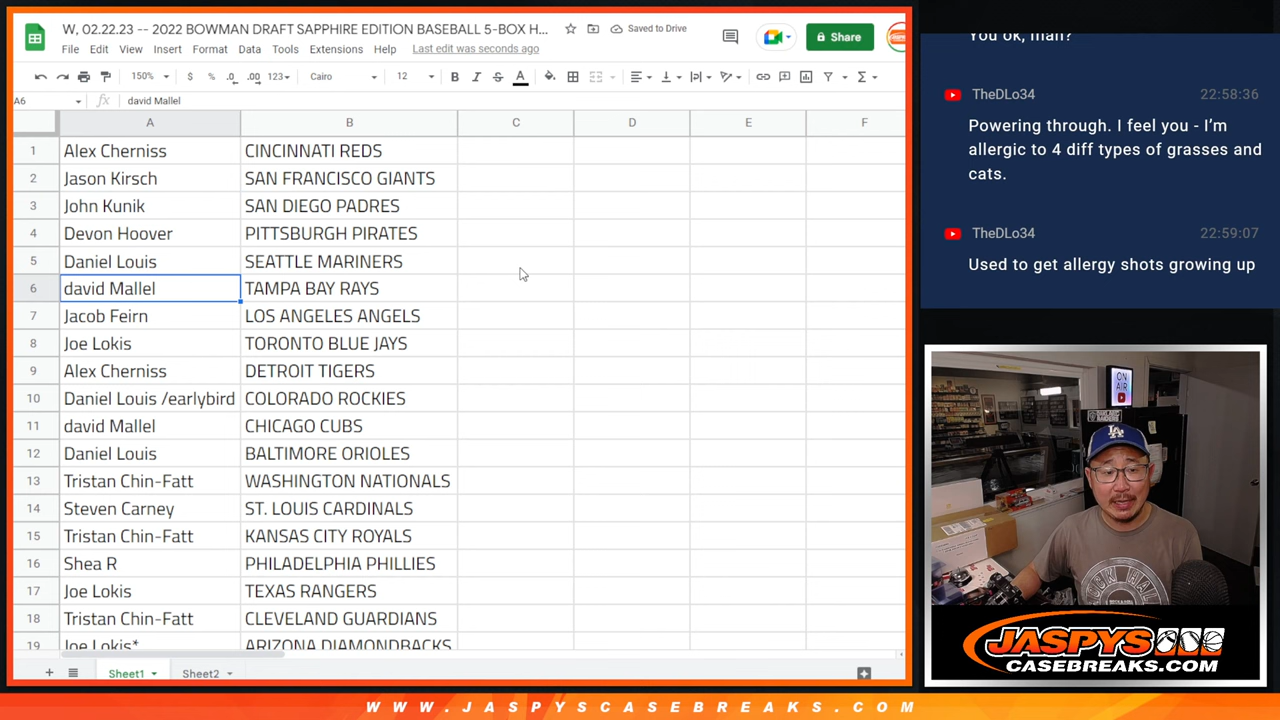 W, 02.22.23 -- 2022 BOWMAN DRAFT SAPPHIRE EDITION BASEBALL 5-BOX H...
Saved to Drive
Share
File Edit View Insert Format Data Tools Extensions Help Last edit was seconds ago
150% $ % .0 .00 123 Cairo 12 B I S A
A6 fx david Mallel
A B C D E F
1 Alex Cherniss CINCINNATI REDS
2 Jason Kirsch SAN FRANCISCO GIANTS
3 John Kunik SAN DIEGO PADRES
4 Devon Hoover PITTSBURGH PIRATES
5 Daniel Louis SEATTLE MARINERS
6 david Mallel TAMPA BAY RAYS
7 Jacob Feirn LOS ANGELES ANGELS
8 Joe Lokis TORONTO BLUE JAYS
9 Alex Cherniss DETROIT TIGERS
10 Daniel Louis /earlybird COLORADO ROCKIES
11 david Mallel CHICAGO CUBS
12 Daniel Louis BALTIMORE ORIOLES
13 Tristan Chin-Fatt WASHINGTON NATIONALS
14 Steven Carney ST. LOUIS CARDINALS
15 Tristan Chin-Fatt KANSAS CITY ROYALS
16 Shea R PHILADELPHIA PHILLIES
17 Joe Lokis TEXAS RANGERS
18 Tristan Chin-Fatt CLEVELAND GUARDIANS
19 Joe Lokis* ARIZONA DIAMONDBACKS
Sheet1 Sheet2
You ok, man?
TheDLo34 22:58:36
Powering through. I feel you - I'm
allergic to 4 diff types of grasses and
cats.
TheDLo34 22:59:07
Used to get allergy shots growing up
ON
AIR
LA
JASPYS
CASEBREAKS.COM
WWW.JASPYSCASEBREAKS.COM